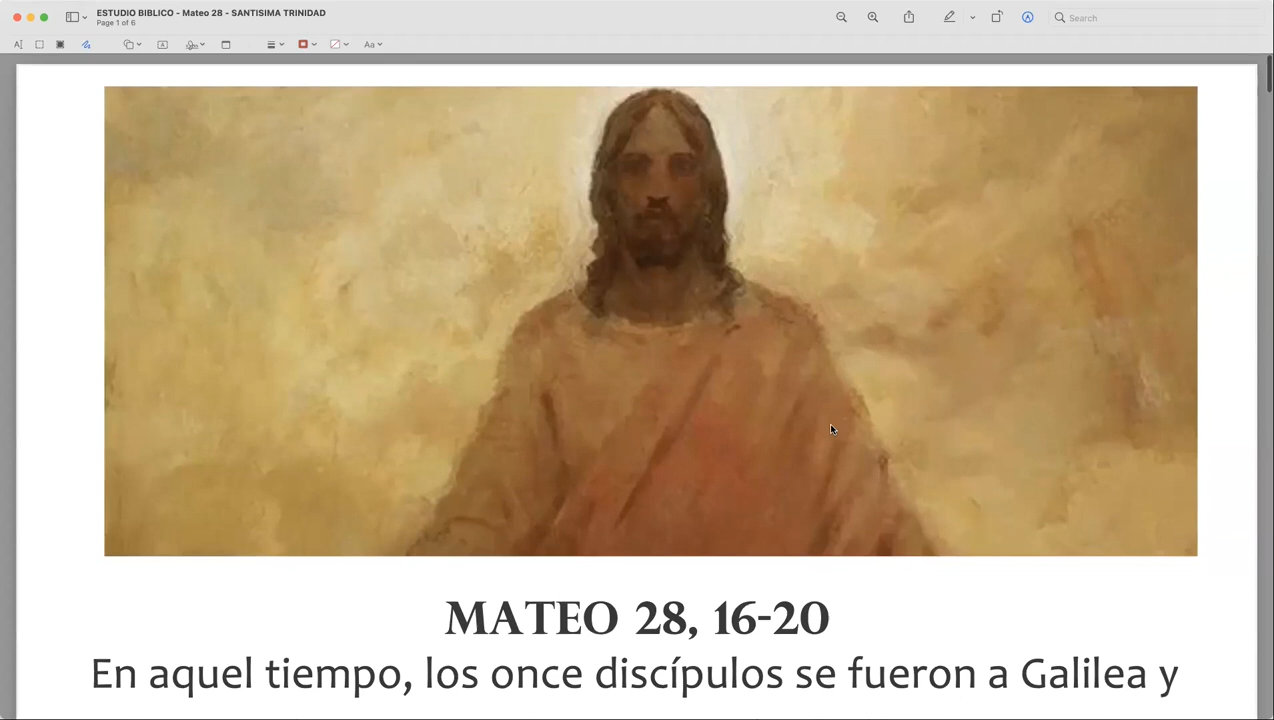 ESTUDIO BIBLICO - Mateo 28 - SANTISIMA TRINIDAD
Page 1 of 6
Search
Aa
MATEO 28, 16-20
En aquel tiempo, los once discípulos se fueron a Galilea y